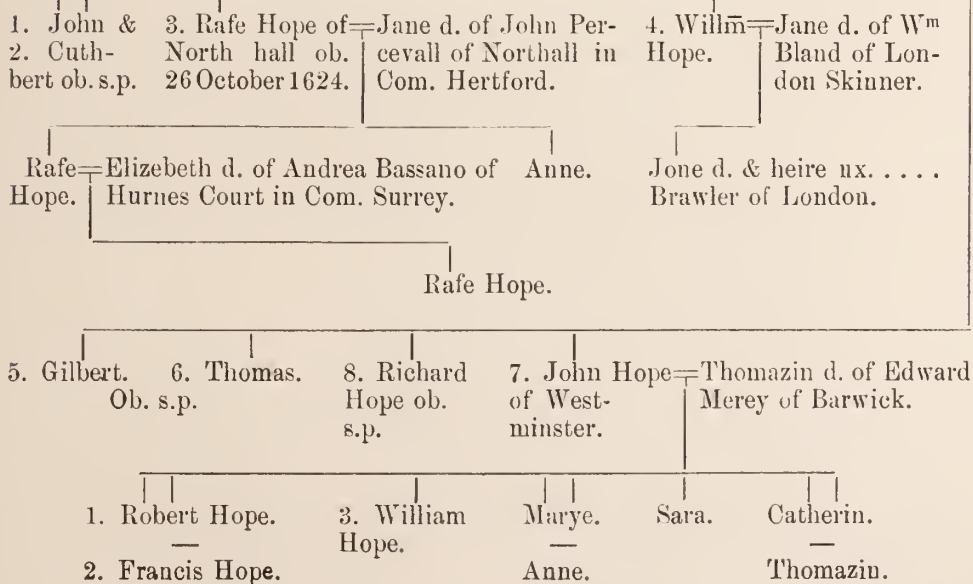 1. John & 3. Rafe Hope of Jane d. of John Per- 4. Willm̄ Jane d. of Wᵐ
2. Cuth- North hall ob. cevall of Northall in Hope. Bland of Lon-
bert ob. s.p. 26 October 1624. Com. Hertford. don Skinner.
Rafe Elizebeth d. of Andrea Bassano of Anne. Jone d. & heire ux. . . . .
Hope. Hurnes Court in Com. Surrey. Brawler of London.
Rafe Hope.
5. Gilbert. 6. Thomas. 8. Richard 7. John Hope Thomazin d. of Edward
Ob. s.p. Hope ob. of West- Merey of Barwick.
s.p. minster.
1. Robert Hope. 3. William Marye. Sara. Catherin.
Hope.
2. Francis Hope. Anne. Thomazin.